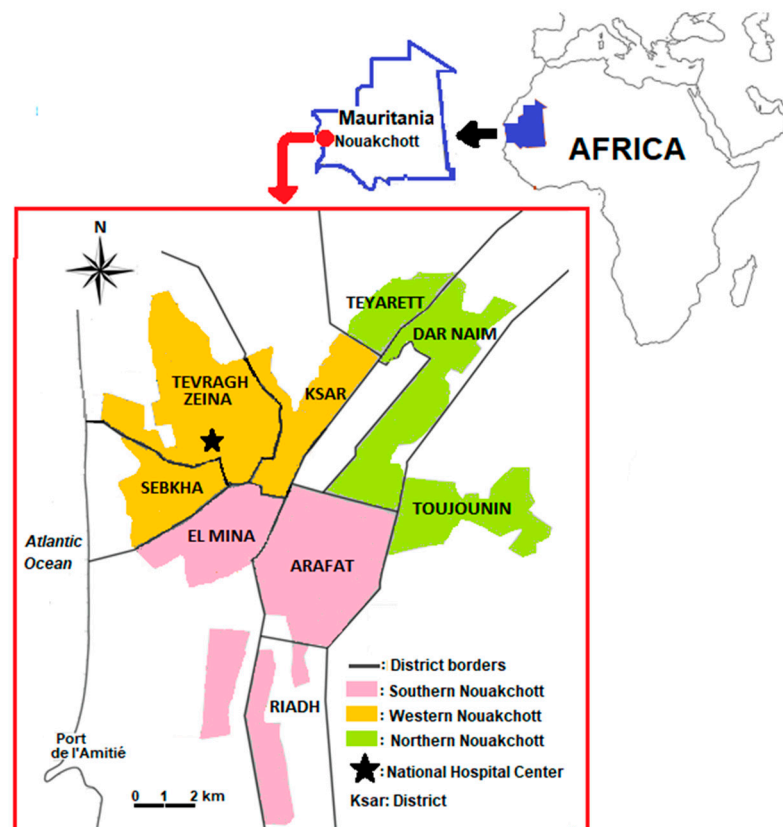 Mauritania
Nouakchott
AFRICA
N
TEYARETT
DAR NAIM
TEVRAGH
ZEINA
KSAR
SEBKHA
TOUJOUNIN
EL MINA
ARAFAT
Atlantic
Ocean
RIADH
Port
de l'Amitié
0 1 2 km
: District borders
: Southern Nouakchott
: Western Nouakchott
: Northern Nouakchott
: National Hospital Center
Ksar: District